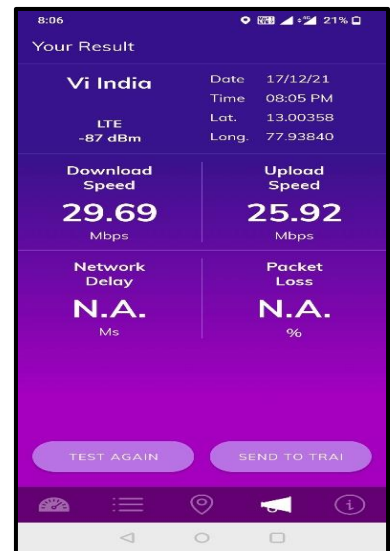 8:06
21%
Your Result
Vi India
LTE
-87 dBm
Date 17/12/21
Time 08:05 PM
Lat. 13.00358
Long. 77.93840
Download
Speed
29.69
Mbps
Upload
Speed
25.92
Mbps
Network
Delay
N.A.
Ms
Packet
Loss
N.A.
%
TEST AGAIN
SEND TO TRAI